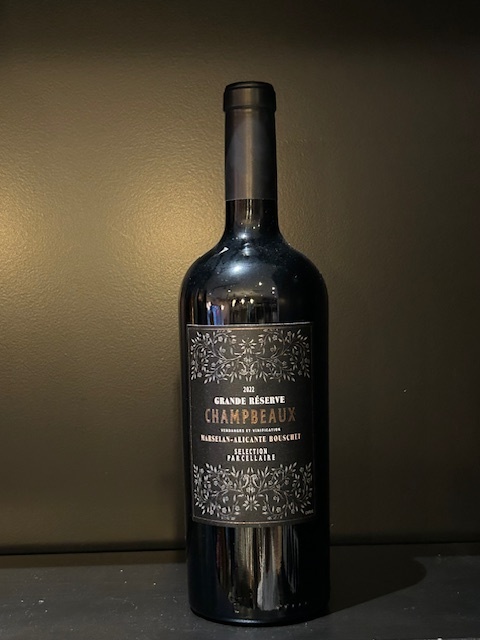 2022
GRANDE RÉSERVE
CHAMPBEAUX
VENDANGES ET VINIFICATION
MARSELAN-ALICANTE BOUSCHET
SELECTION
PARCELLAIRE